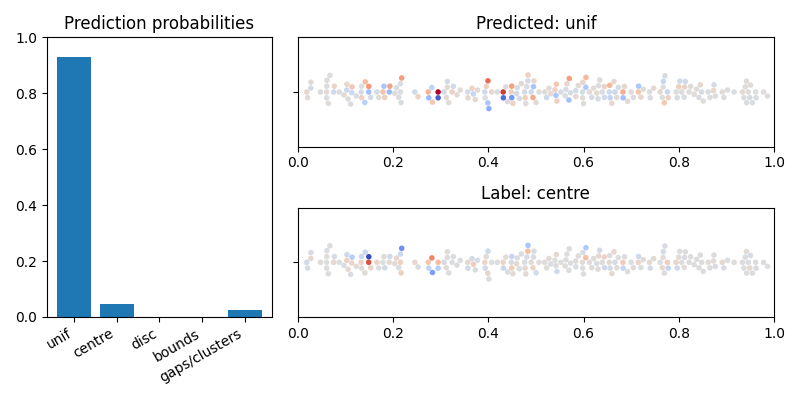 Prediction probabilities
1.0
0.8
0.6
0.4
0.2
0.0
unif
centre
disc
bounds
gaps/clusters
Predicted: unif
0.0 0.2 0.4 0.6 0.8 1.0
Label: centre
0.0 0.2 0.4 0.6 0.8 1.0